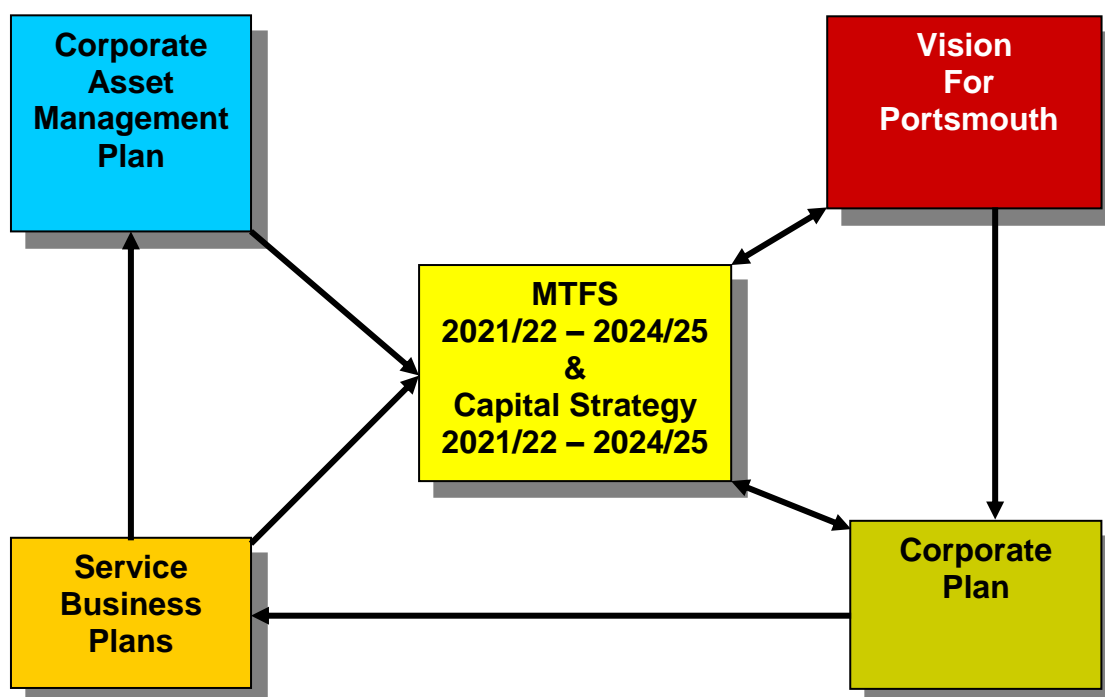 Corporate
Asset
Management
Plan
Vision
For
Portsmouth
MTFS
2021/22 – 2024/25
&
Capital Strategy
2021/22 – 2024/25
Service
Business
Plans
Corporate
Plan